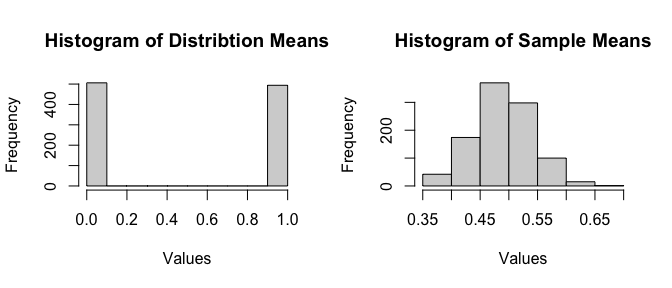 Histogram of Distribtion Means
Frequency
0 200 400
0.0 0.2 0.4 0.6 0.8 1.0
Values
Histogram of Sample Means
Frequency
0 200
0.35 0.45 0.55 0.65
Values